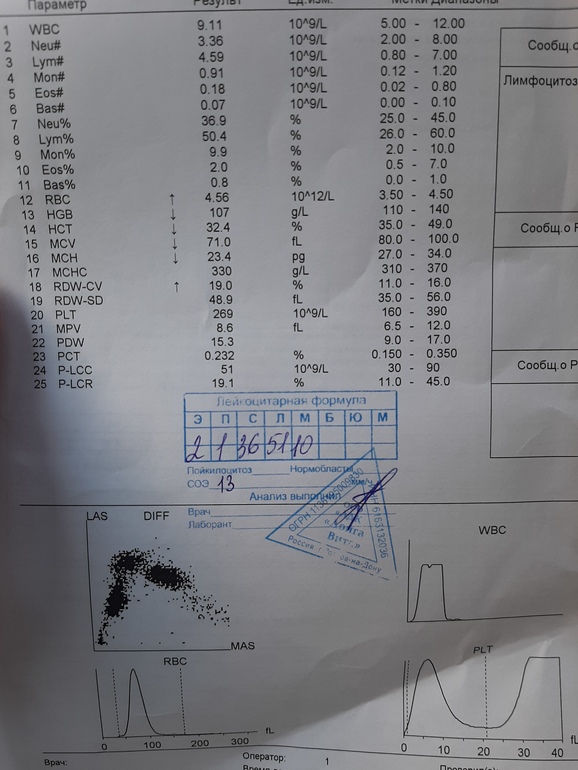 Параметр Результ Ед.изм. Метки Диапазоны
1 WBC 9.11 10^9/L 5.00 - 12.00
2 Neu# 3.36 10^9/L 2.00 - 8.00
3 Lym# 4.59 10^9/L 0.80 - 7.00
4 Mon# 0.91 10^9/L 0.12 - 1.20
5 Eos# 0.18 10^9/L 0.02 - 0.80
6 Bas# 0.07 10^9/L 0.00 - 0.10
7 Neu% 36.9 % 25.0 - 45.0
8 Lym% 50.4 % 26.0 - 60.0
9 Mon% 9.9 % 2.0 - 10.0
10 Eos% 2.0 % 0.5 - 7.0
11 Bas% 0.8 % 0.0 - 1.0
12 RBC ↑ 4.56 10^12/L 3.50 - 4.50
13 HGB ↓ 107 g/L 110 - 140
14 HCT ↓ 32.4 % 35.0 - 49.0
15 MCV ↓ 71.0 fL 80.0 - 100.0
16 MCH ↓ 23.4 pg 27.0 - 34.0
17 MCHC 330 g/L 310 - 370
18 RDW-CV ↑ 19.0 % 11.0 - 16.0
19 RDW-SD 48.9 fL 35.0 - 56.0
20 PLT 269 10^9/L 160 - 390
21 MPV 8.6 fL 6.5 - 12.0
22 PDW 15.3 9.0 - 17.0
23 PCT 0.232 % 0.150 - 0.350
24 P-LCC 51 10^9/L 30 - 90
25 P-LCR 19.1 % 11.0 - 45.0
Сообщ.о
Лимфоцитоз
Сообщ.о
Сообщ.о
Лейкоцитарная формула
Э П С Л М Б Ю М
2 1 36 51 10
Пойкилоцитоз Нормобласты
СОЭ 13 мм/ч
Анализ выполнил
Врач
Лаборант
LAS DIFF
MAS
WBC
RBC
0 100 200 300 fL
PLT
0 10 20 30 40 fL
Врач:
Оператор: 1